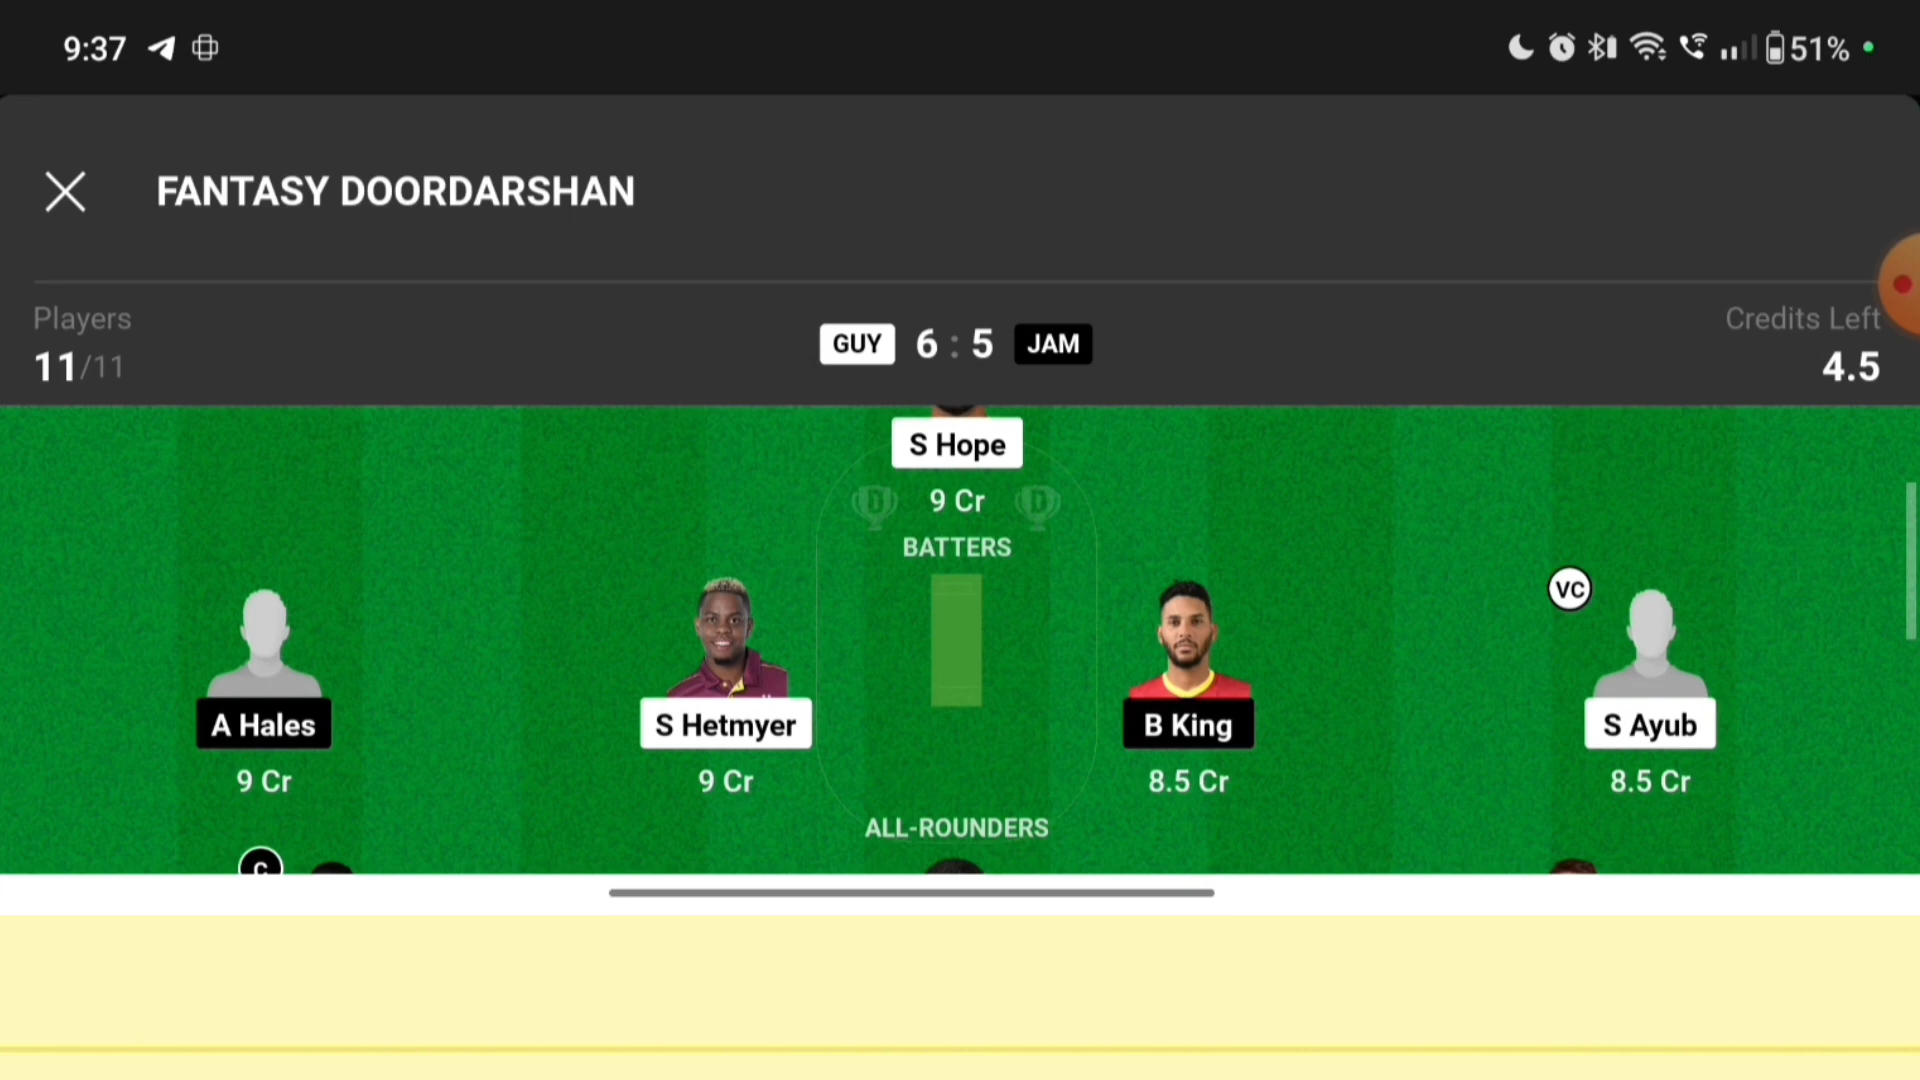 9:37
51%
FANTASY DOORDARSHAN
Players
Credits Left
11/11
GUY 6 : 5 JAM
4.5
S Hope
D 9 Cr D
BATTERS
VC
A Hales
S Hetmyer
B King
S Ayub
9 Cr
9 Cr
8.5 Cr
8.5 Cr
ALL-ROUNDERS
C